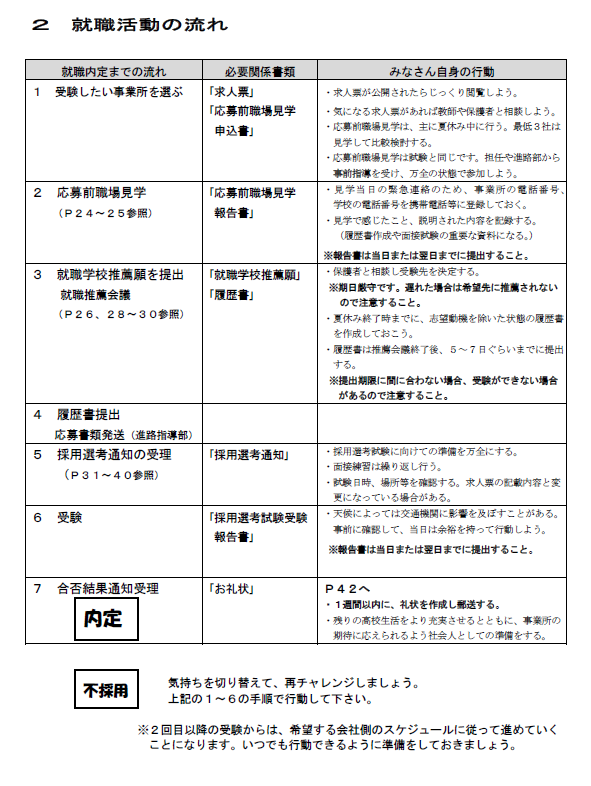 ２　就職活動の流れ
就職内定までの流れ　必要関係書類　みなさん自身の行動
１　受験したい事業所を選ぶ
「求人票」
「応募前職場見学
申込書」
・求人票が公開されたらじっくり閲覧しよう。
・気になる求人票があれば教師や保護者と相談しよう。
・応募前職場見学は、主に夏休み中に行う。最低３社は
見学して比較検討する。
・応募前職場見学は試験と同じです。担任や進路部から
事前指導を受け、万全の状態で参加しよう。
２　応募前職場見学
（Ｐ２４～２５参照）
「応募前職場見学
報告書」
・見学当日の緊急連絡のため、事業所の電話番号、
学校の電話番号を携帯電話等に登録しておく。
・見学で感じたこと、説明された内容を記録する。
（履歴書作成や面接試験の重要な資料になる。）
※報告書は当日または翌日までに提出すること。
３　就職学校推薦願を提出
就職推薦会議
（Ｐ２６、２８～３０参照）
「就職学校推薦願」
「履歴書」
・保護者と相談し受験先を決定する。
※期日厳守です。遅れた場合は希望先に推薦されない
ので注意すること。
・夏休み終了時までに、志望動機を除いた状態の履歴書
を作成しておこう。
・履歴書は推薦会議終了後、５～７日ぐらいまでに提出
する。
※提出期限に間に合わない場合、受験ができない場合
があるので注意すること。
４　履歴書提出
応募書類発送（進路指導部）
５　採用選考通知の受理
（Ｐ３１～４０参照）
「採用選考通知」
・採用選考試験に向けての準備を万全にする。
・面接練習は繰り返し行う。
・試験日時、場所等を確認する。求人票の記載内容と変
更になっている場合がある。
６　受験
「採用選考試験受験
報告書」
・天候によっては交通機関に影響を及ぼすことがある。
事前に確認して、当日は余裕を持って行動しよう。
※報告書は当日または翌日までに提出すること。
７　合否結果通知受理
内定
「お礼状」
Ｐ４２へ
・１週間以内に、礼状を作成し郵送する。
・残りの高校生活をより充実させるとともに、事業所の
期待に応えられるよう社会人としての準備をする。
不採用
気持ちを切り替えて、再チャレンジしましょう。
上記の１～６の手順で行動して下さい。
※２回目以降の受験からは、希望する会社側のスケジュールに従って進めていく
ことになります。いつでも行動できるように準備をしておきましょう。